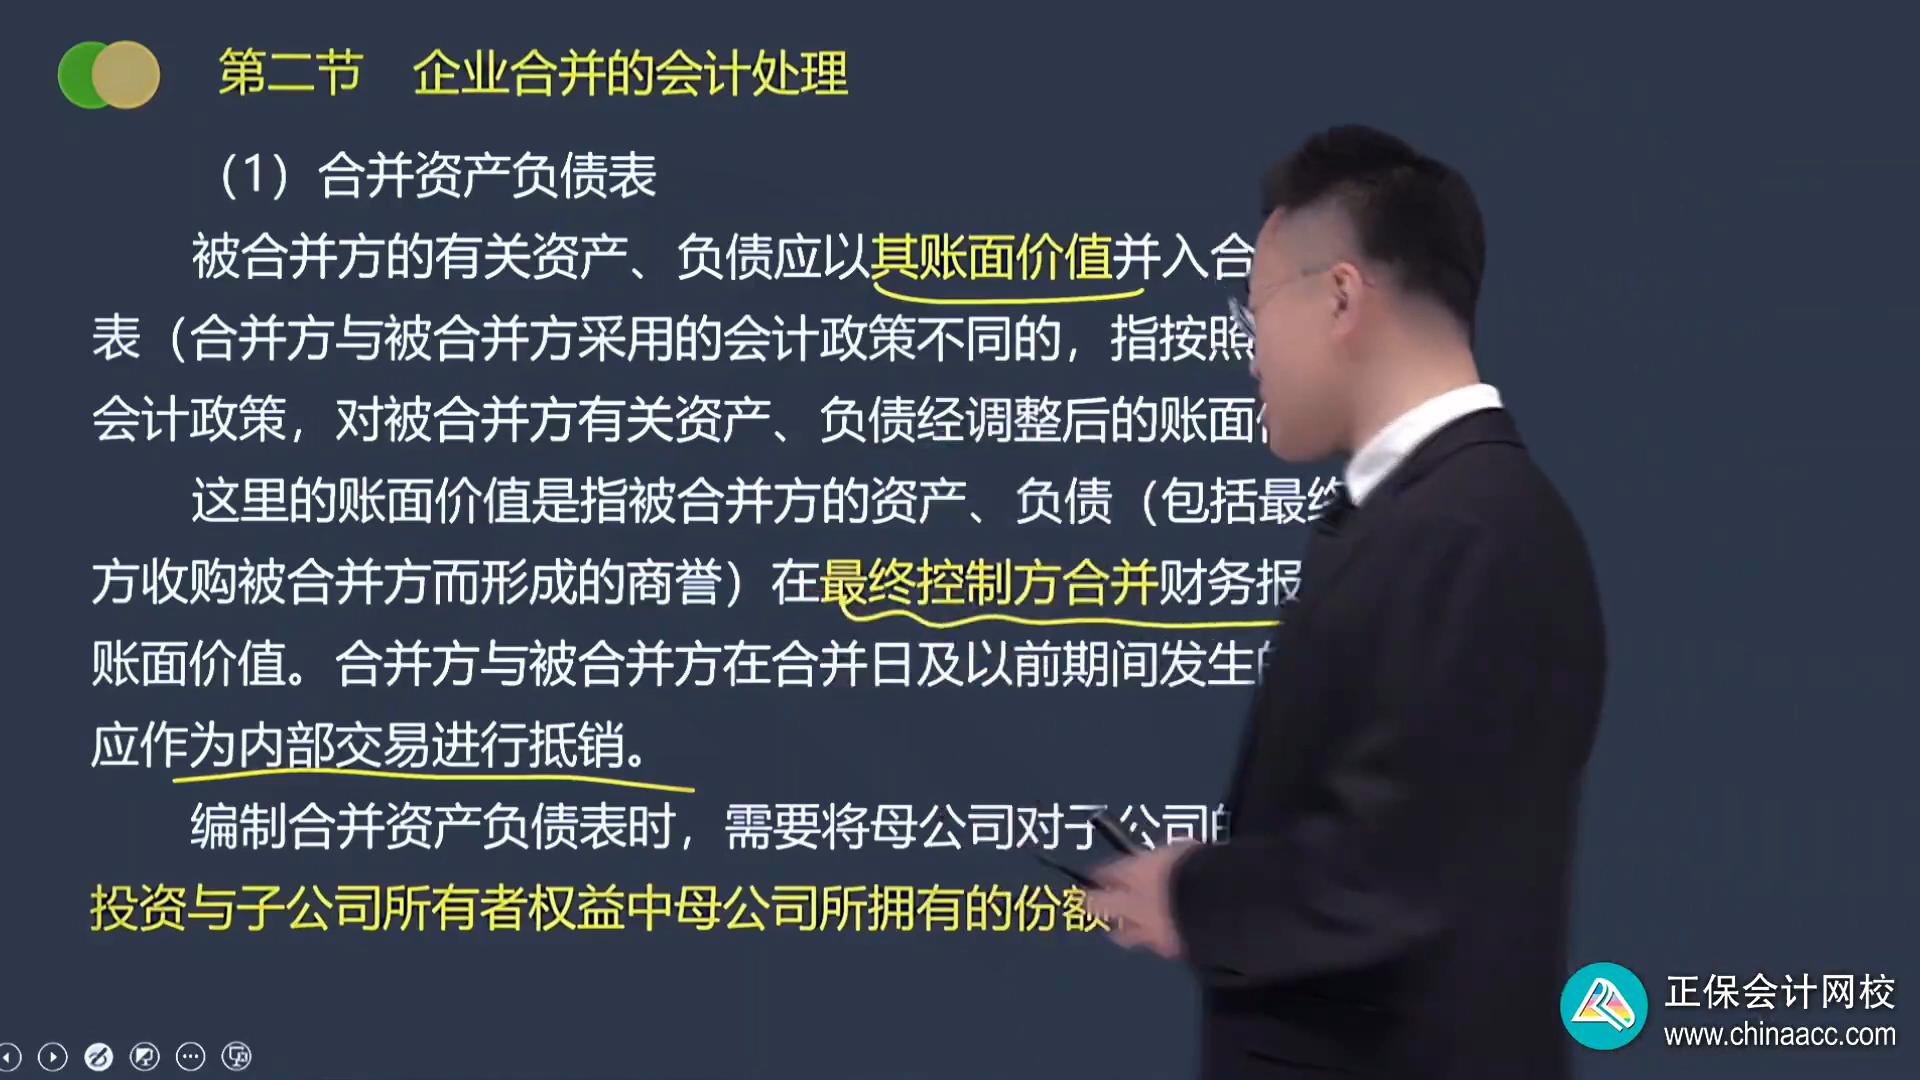 第二节 企业合并的会计处理
（1）合并资产负债表
被合并方的有关资产、负债应以其账面价值并入合
表（合并方与被合并方采用的会计政策不同的，指按照
会计政策，对被合并方有关资产、负债经调整后的账面
这里的账面价值是指被合并方的资产、负债（包括最终
方收购被合并方而形成的商誉）在最终控制方合并财务报
账面价值。合并方与被合并方在合并日及以前期间发生的
应作为内部交易进行抵销。
编制合并资产负债表时，需要将母公司对子公司的
投资与子公司所有者权益中母公司所拥有的份额
正保会计网校
www.chinaacc.com